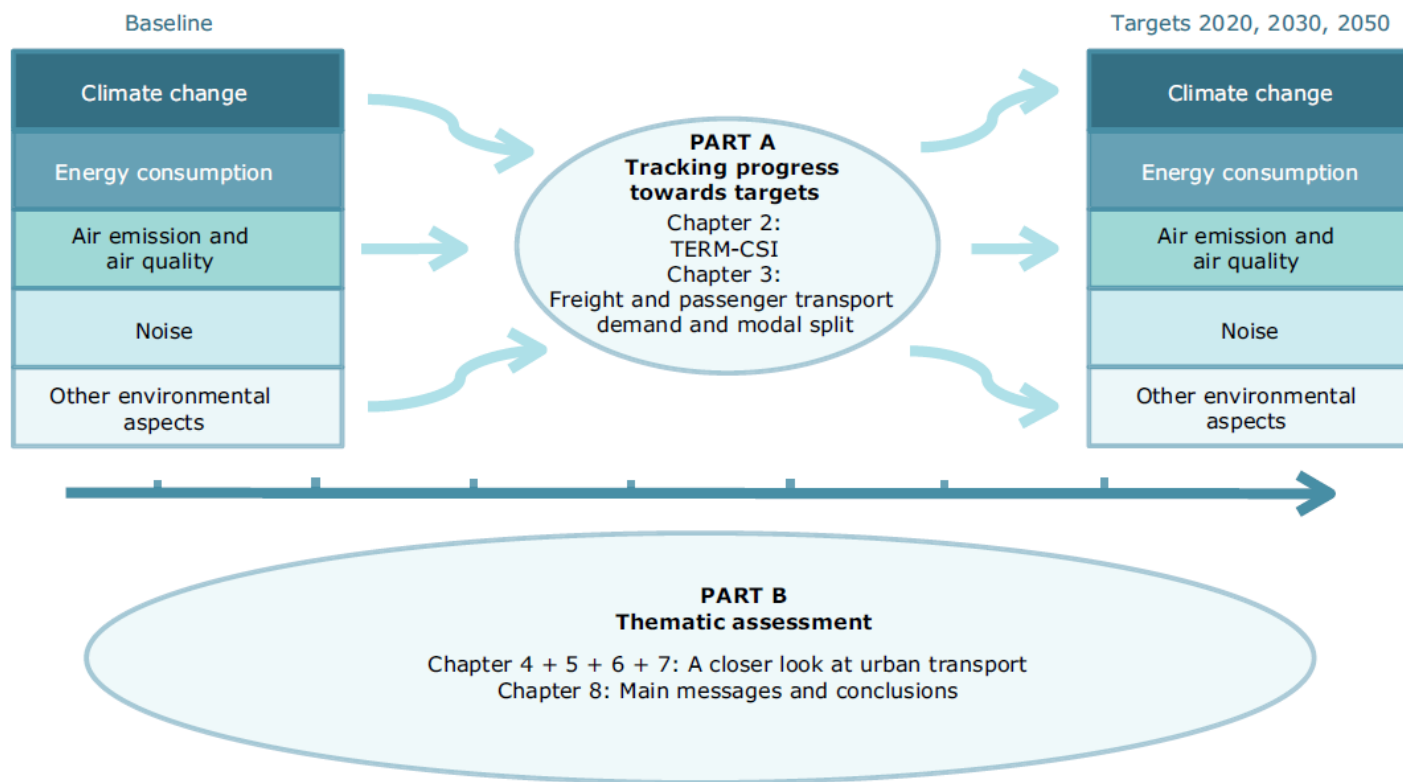 Baseline
Climate change
Energy consumption
Air emission and
air quality
Noise
Other environmental
aspects
PART A
Tracking progress
towards targets
Chapter 2:
TERM-CSI
Chapter 3:
Freight and passenger transport
demand and modal split
Targets 2020, 2030, 2050
Climate change
Energy consumption
Air emission and
air quality
Noise
Other environmental
aspects
PART B
Thematic assessment
Chapter 4 + 5 + 6 + 7: A closer look at urban transport
Chapter 8: Main messages and conclusions